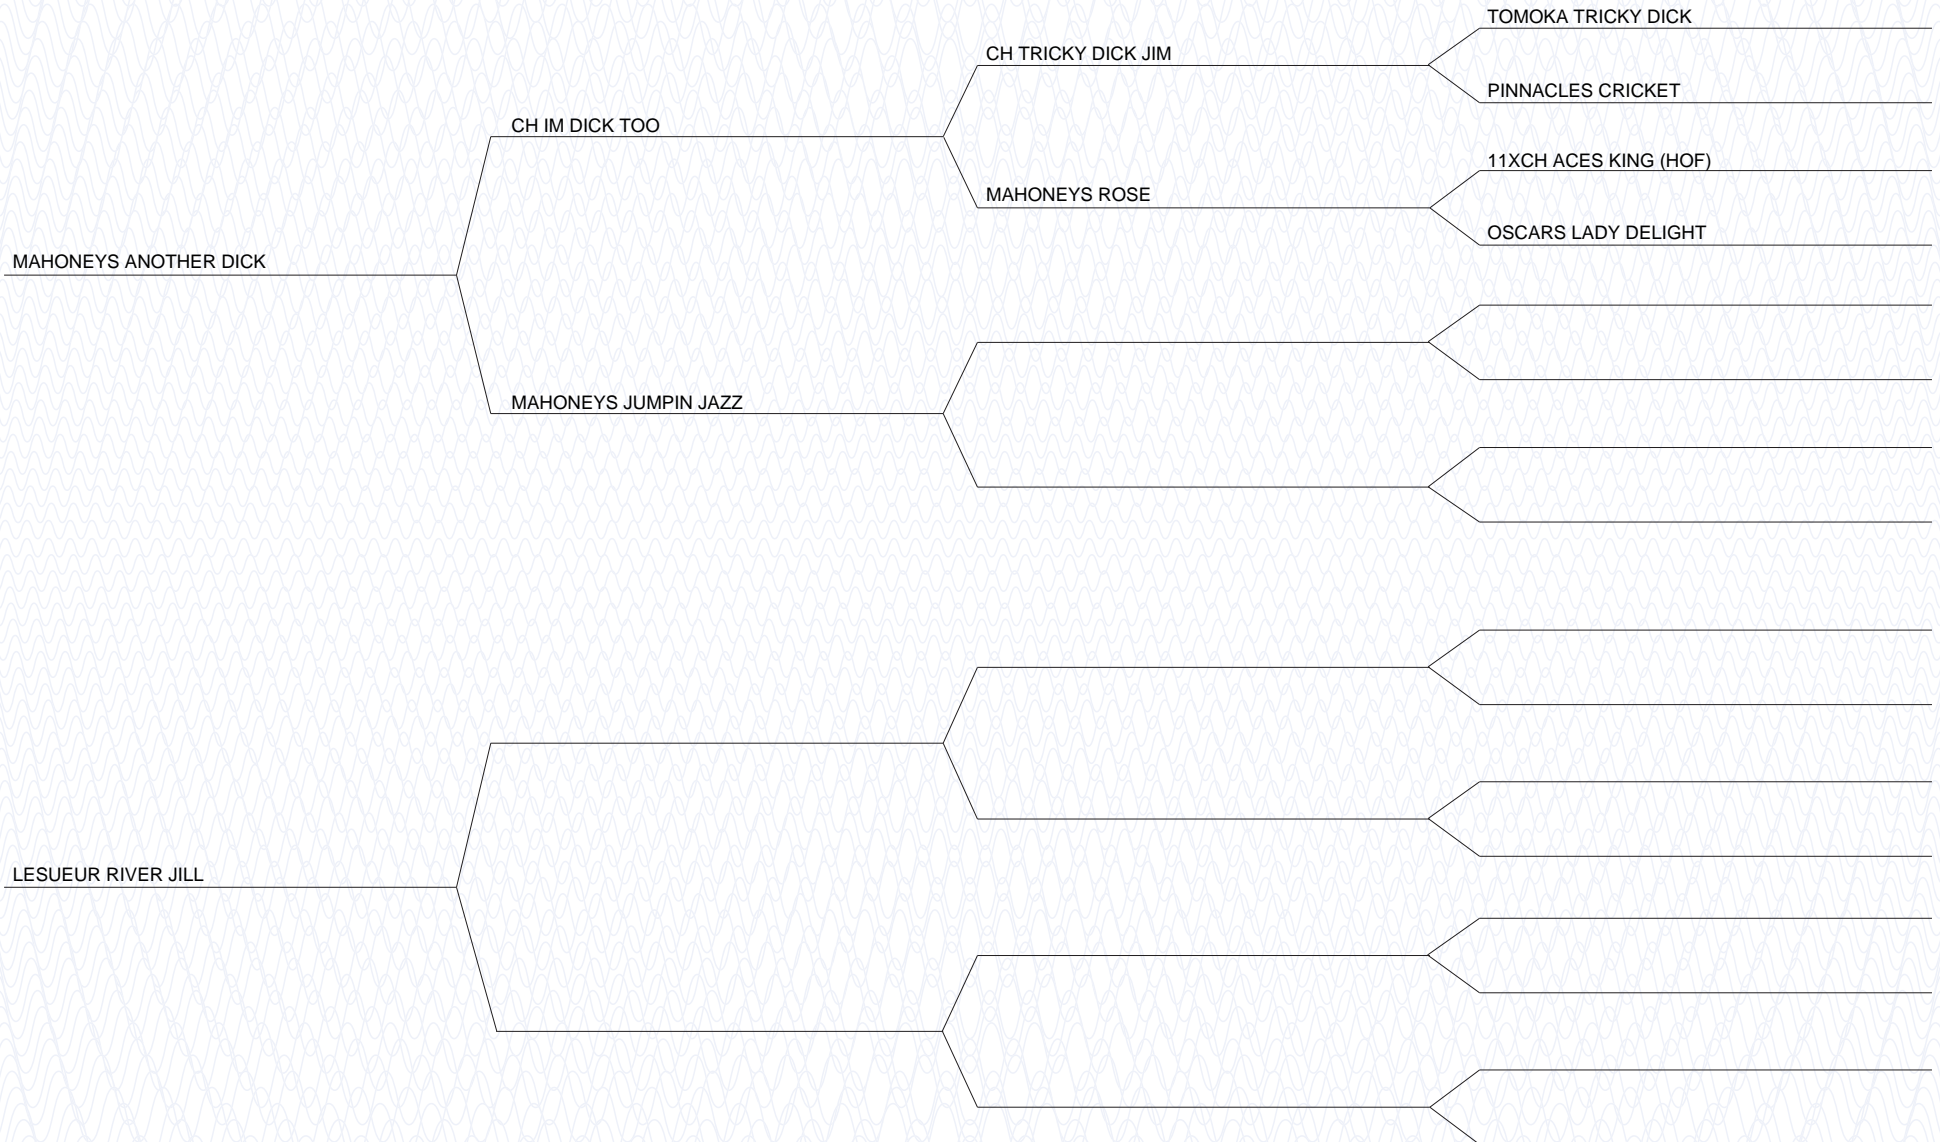 TOMOKA TRICKY DICK
CH TRICKY DICK JIM
PINNACLES CRICKET
CH IM DICK TOO
11XCH ACES KING (HOF)
MAHONEYS ROSE
OSCARS LADY DELIGHT
MAHONEYS ANOTHER DICK
MAHONEYS JUMPIN JAZZ
LESUEUR RIVER JILL